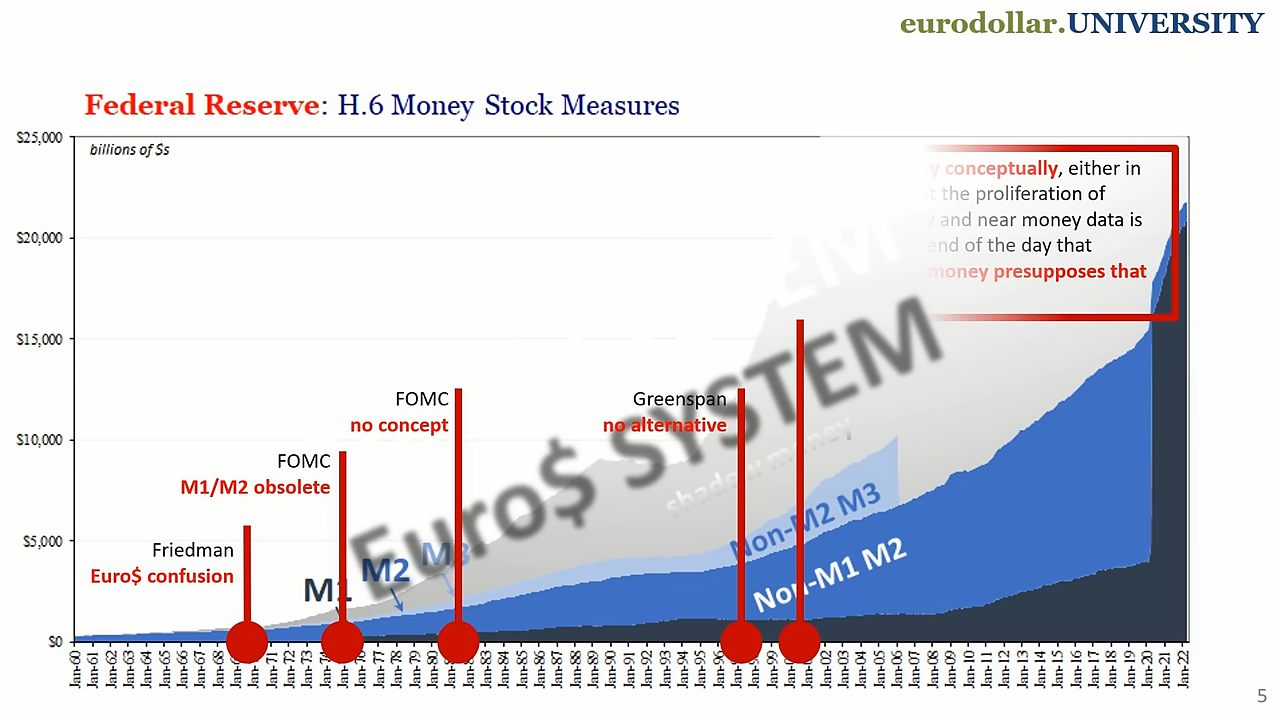 eurodollar.UNIVERSITY
Federal Reserve: H.6 Money Stock Measures
billions of $s
$25,000
$20,000
$15,000
$10,000
$5,000
$0
conceptually, either in
the proliferation of
and near money data is
end of the day that
money presupposes that
Euro$ SYSTEM
shadow money
FOMC
no concept
Greenspan
no alternative
FOMC
M1/M2 obsolete
Friedman
Euro$ confusion
M1
M2
M3
Non-M2 M3
Non-M1 M2
Jan-60
Jan-61
Jan-62
Jan-63
Jan-64
Jan-65
Jan-66
Jan-67
Jan-68
Jan-71
Jan-72
Jan-73
Jan-77
Jan-78
Jan-79
Jan-80
Jan-83
Jan-84
Jan-85
Jan-86
Jan-87
Jan-88
Jan-89
Jan-90
Jan-91
Jan-92
Jan-93
Jan-94
Jan-95
Jan-96
Jan-99
Jan-02
Jan-03
Jan-04
Jan-05
Jan-06
Jan-07
Jan-08
Jan-09
Jan-10
Jan-11
Jan-12
Jan-13
Jan-14
Jan-15
Jan-16
Jan-17
Jan-18
Jan-19
Jan-20
Jan-21
Jan-22
5